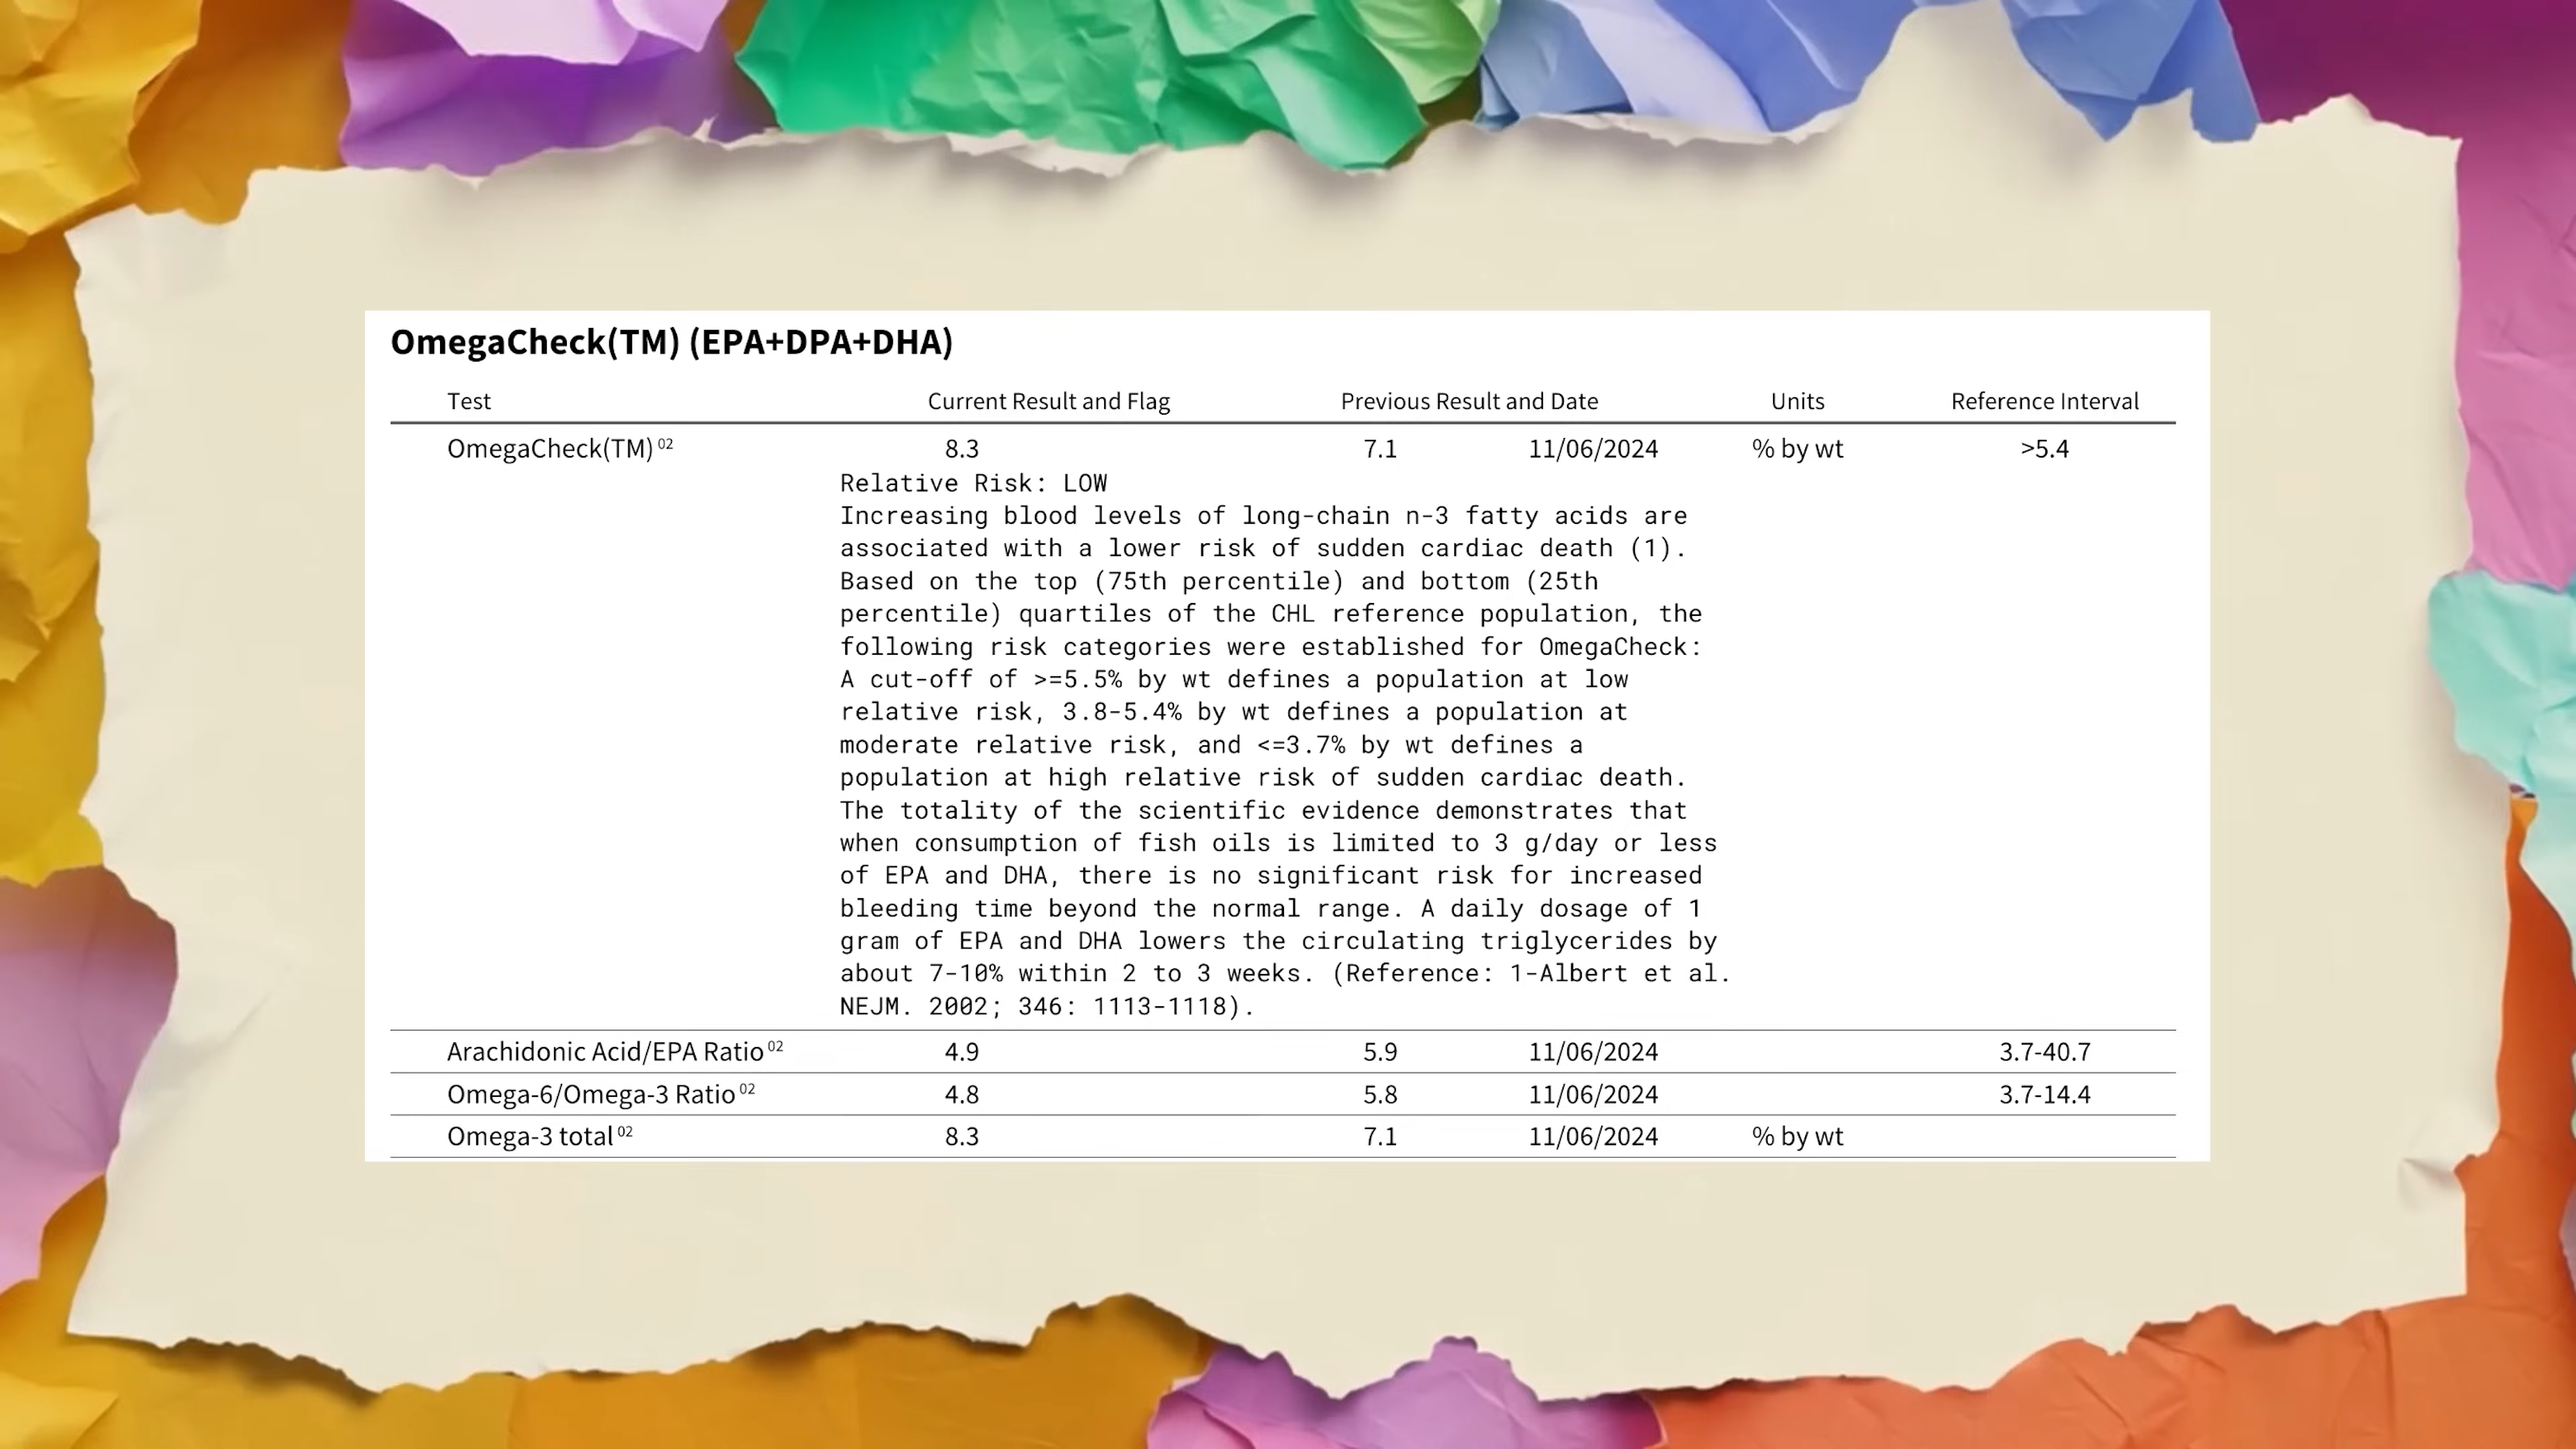 OmegaCheck(TM) (EPA+DPA+DHA)
Test Current Result and Flag Previous Result and Date Units Reference Interval
OmegaCheck(TM) 02 8.3 7.1 11/06/2024 % by wt >5.4
Relative Risk: LOW
Increasing blood levels of long-chain n-3 fatty acids are
associated with a lower risk of sudden cardiac death (1).
Based on the top (75th percentile) and bottom (25th
percentile) quartiles of the CHL reference population, the
following risk categories were established for OmegaCheck:
A cut-off of >=5.5% by wt defines a population at low
relative risk, 3.8-5.4% by wt defines a population at
moderate relative risk, and <=3.7% by wt defines a
population at high relative risk of sudden cardiac death.
The totality of the scientific evidence demonstrates that
when consumption of fish oils is limited to 3 g/day or less
of EPA and DHA, there is no significant risk for increased
bleeding time beyond the normal range. A daily dosage of 1
gram of EPA and DHA lowers the circulating triglycerides by
about 7-10% within 2 to 3 weeks. (Reference: 1-Albert et al.
NEJM. 2002; 346: 1113-1118).
Arachidonic Acid/EPA Ratio 02 4.9 5.9 11/06/2024 3.7-40.7
Omega-6/Omega-3 Ratio 02 4.8 5.8 11/06/2024 3.7-14.4
Omega-3 total 02 8.3 7.1 11/06/2024 % by wt